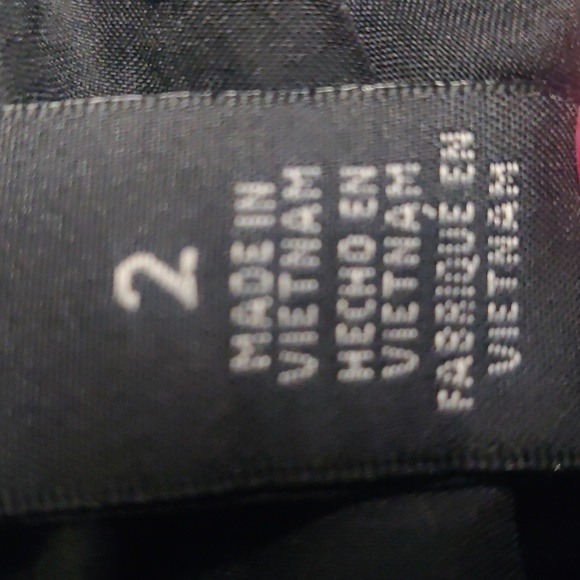 2
MADE IN
VIETNAM
HECHO EN
VIETNAM
FABRIQUÉ EN
VIETNAM